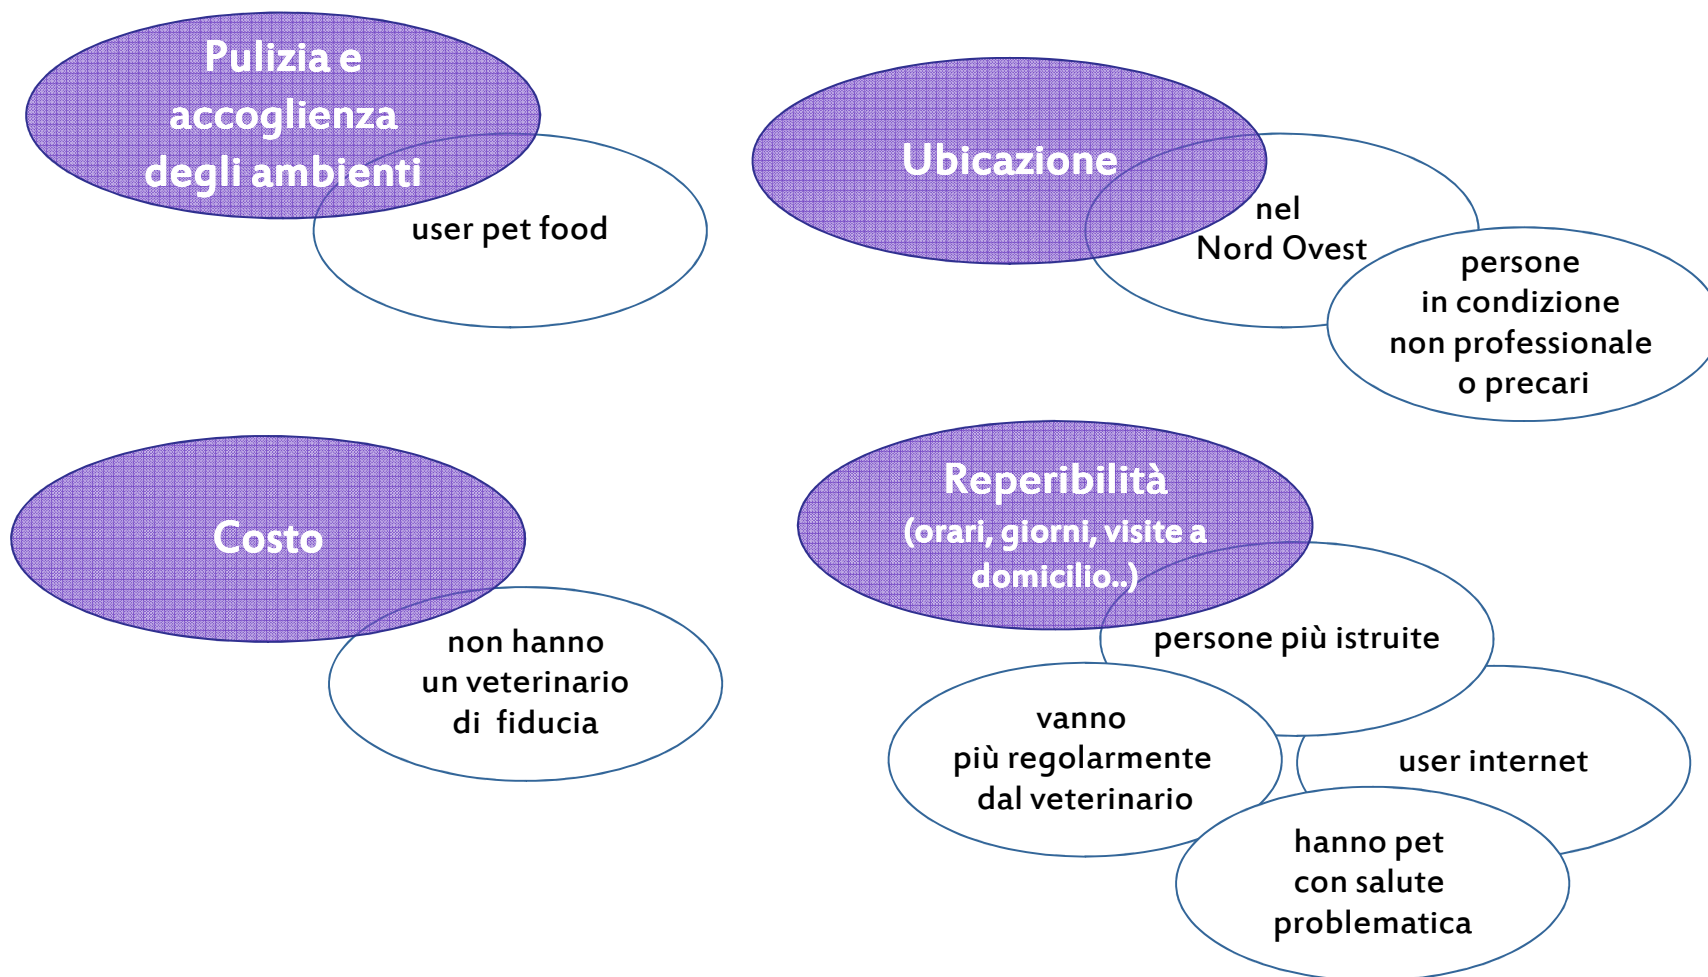 Pulizia e
accoglienza
degli ambienti
user pet food
Ubicazione
nel
Nord Ovest
persone
in condizione
non professionale
o precari
Costo
non hanno
un veterinario
di fiducia
Reperibilità
(orari, giorni, visite a
domicilio..)
persone più istruite
vanno
più regolarmente
dal veterinario
user internet
hanno pet
con salute
problematica